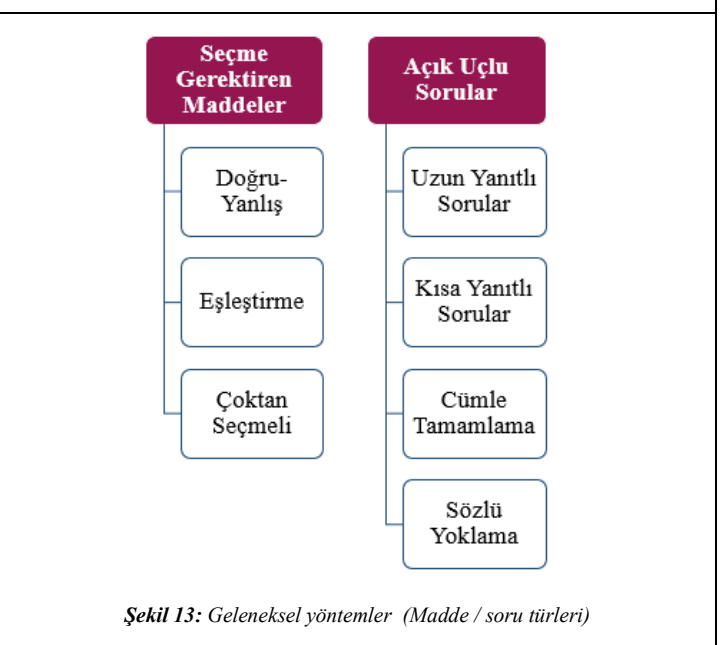 Seçme
Gerektiren
Maddeler
Doğru-
Yanlış
Eşleştirme
Çoktan
Seçmeli
Açık Uçlu
Sorular
Uzun Yanıtlı
Sorular
Kısa Yanıtlı
Sorular
Cümle
Tamamlama
Sözlü
Yoklama
Şekil 13: Geleneksel yöntemler (Madde / soru türleri)